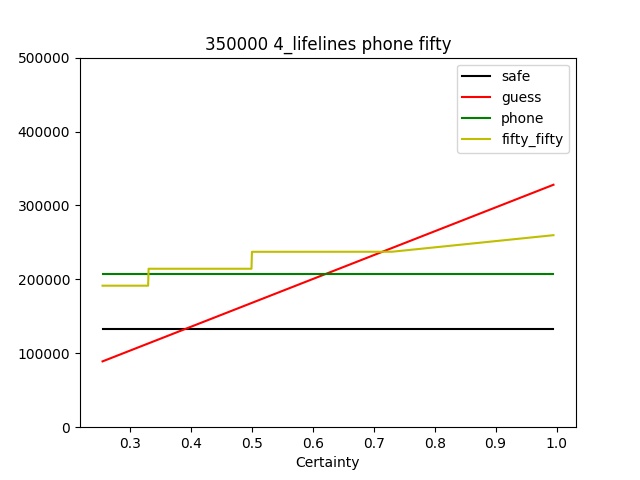 350000 4_lifelines phone fifty
500000
400000
300000
200000
100000
0
safe
guess
phone
fifty_fifty
0.3 0.4 0.5 0.6 0.7 0.8 0.9 1.0
Certainty